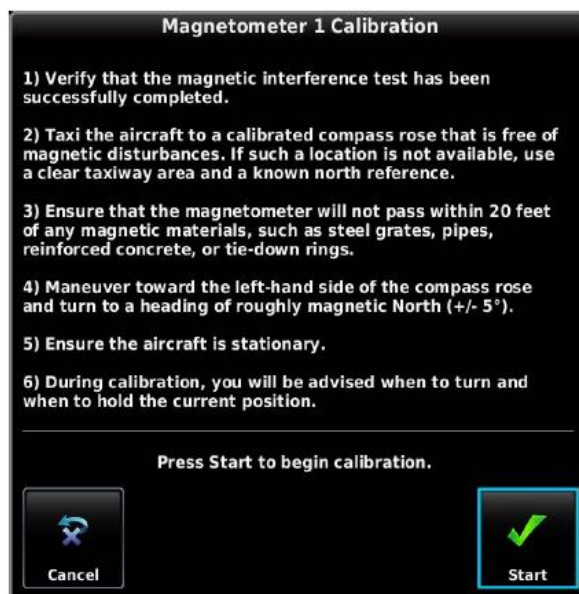 Magnetometer 1 Calibration
1) Verify that the magnetic interference test has been
successfully completed.
2) Taxi the aircraft to a calibrated compass rose that is free of
magnetic disturbances. If such a location is not available, use
a clear taxiway area and a known north reference.
3) Ensure that the magnetometer will not pass within 20 feet
of any magnetic materials, such as steel grates, pipes,
reinforced concrete, or tie-down rings.
4) Maneuver toward the left-hand side of the compass rose
and turn to a heading of roughly magnetic North (+/- 5°).
5) Ensure the aircraft is stationary.
6) During calibration, you will be advised when to turn and
when to hold the current position.
Press Start to begin calibration.
Cancel
Start